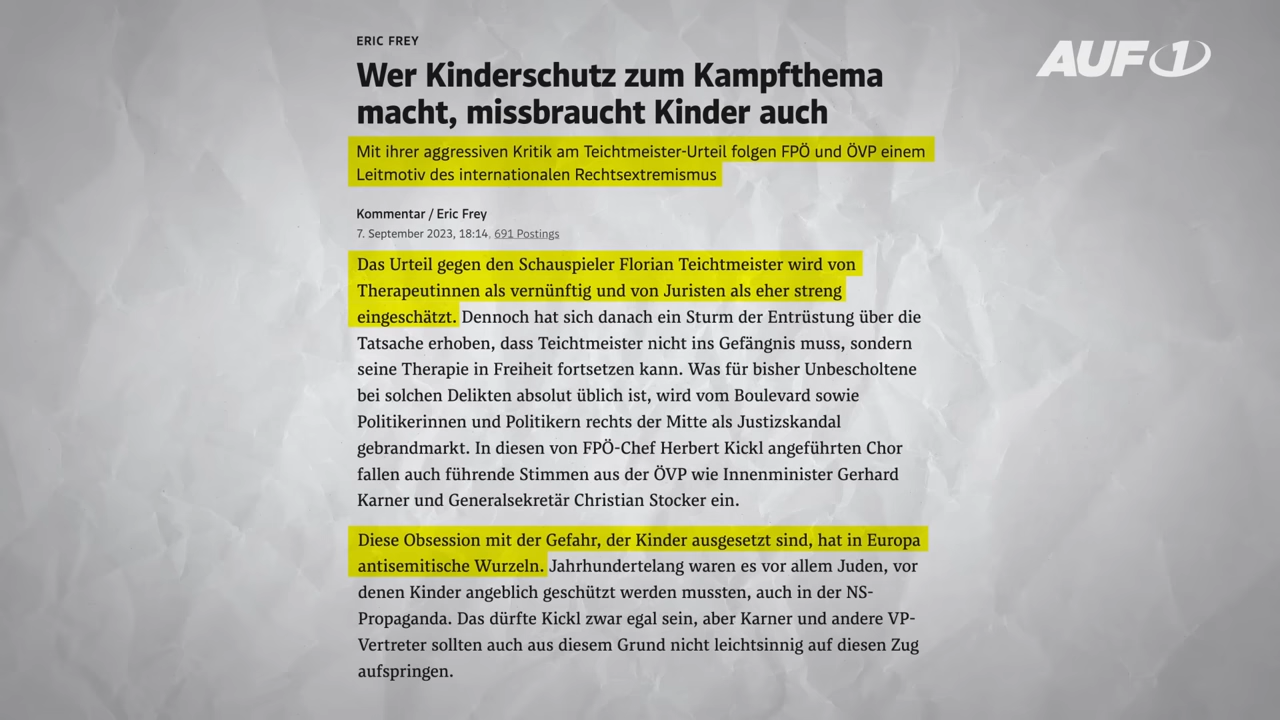 ERIC FREY
AUF1
Wer Kinderschutz zum Kampfthema
macht, missbraucht Kinder auch
Mit ihrer aggressiven Kritik am Teichtmeister-Urteil folgen FPÖ und ÖVP einem
Leitmotiv des internationalen Rechtsextremismus
Kommentar / Eric Frey
7. September 2023, 18:14, 691 Postings
Das Urteil gegen den Schauspieler Florian Teichtmeister wird von
Therapeutinnen als vernünftig und von Juristen als eher streng
eingeschätzt. Dennoch hat sich danach ein Sturm der Entrüstung über die
Tatsache erhoben, dass Teichtmeister nicht ins Gefängnis muss, sondern
seine Therapie in Freiheit fortsetzen kann. Was für bisher Unbescholtene
bei solchen Delikten absolut üblich ist, wird vom Boulevard sowie
Politikerinnen und Politikern rechts der Mitte als Justizskandal
gebrandmarkt. In diesen von FPÖ-Chef Herbert Kickl angeführten Chor
fallen auch führende Stimmen aus der ÖVP wie Innenminister Gerhard
Karner und Generalsekretär Christian Stocker ein.
Diese Obsession mit der Gefahr, der Kinder ausgesetzt sind, hat in Europa
antisemitische Wurzeln. Jahrhundertelang waren es vor allem Juden, vor
denen Kinder angeblich geschützt werden mussten, auch in der NS-
Propaganda. Das dürfte Kickl zwar egal sein, aber Karner und andere VP-
Vertreter sollten auch aus diesem Grund nicht leichtsinnig auf diesen Zug
aufspringen.